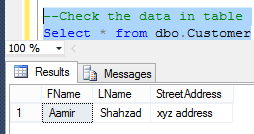 --Check the data in table
Select * from dbo.Customer
100 %
Results Messages
FName LName StreetAddress
1 Aamir Shahzad xyz address